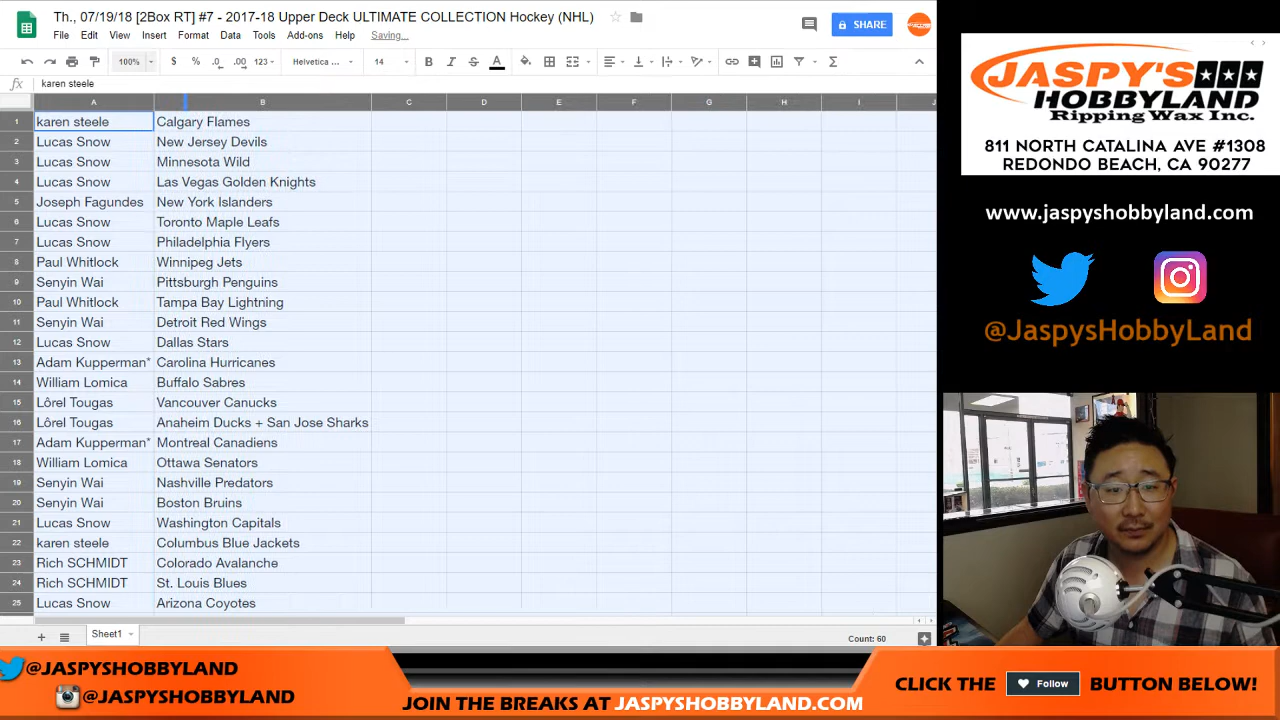 Th., 07/19/18 [2Box RT] #7 - 2017-18 Upper Deck ULTIMATE COLLECTION Hockey (NHL)
File Edit View Insert Format Data Tools Add-ons Help Saving...
SHARE
100% $ % .0 .00 123 Helvetica ... 14 B I S A
fx karen steele
A B C D E F G H I J
1 karen steele Calgary Flames
2 Lucas Snow New Jersey Devils
3 Lucas Snow Minnesota Wild
4 Lucas Snow Las Vegas Golden Knights
5 Joseph Fagundes New York Islanders
6 Lucas Snow Toronto Maple Leafs
7 Lucas Snow Philadelphia Flyers
8 Paul Whitlock Winnipeg Jets
9 Senyin Wai Pittsburgh Penguins
10 Paul Whitlock Tampa Bay Lightning
11 Senyin Wai Detroit Red Wings
12 Lucas Snow Dallas Stars
13 Adam Kupperman* Carolina Hurricanes
14 William Lomica Buffalo Sabres
15 Lôrel Tougas Vancouver Canucks
16 Lôrel Tougas Anaheim Ducks + San Jose Sharks
17 Adam Kupperman* Montreal Canadiens
18 William Lomica Ottawa Senators
19 Senyin Wai Nashville Predators
20 Senyin Wai Boston Bruins
21 Lucas Snow Washington Capitals
22 karen steele Columbus Blue Jackets
23 Rich SCHMIDT Colorado Avalanche
24 Rich SCHMIDT St. Louis Blues
25 Lucas Snow Arizona Coyotes
Sheet1
Count: 60
JASPY'S
HOBBYLAND
Ripping Wax Inc.
811 NORTH CATALINA AVE #1308
REDONDO BEACH, CA 90277
www.jaspyshobbyland.com
@JaspysHobbyLand
@JASPYSHOBBYLAND
@JASPYSHOBBYLAND
JOIN THE BREAKS AT JASPYSHOBBYLAND.COM
CLICK THE Follow BUTTON BELOW!